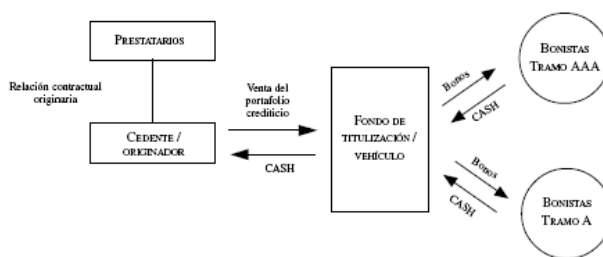 PRESTATARIOS
Relación contractual
originaria
CEDENTE /
ORIGINADOR
Venta del
portafolio
crediticio
CASH
FONDO DE
TITULIZACIÓN /
VEHÍCULO
Bonos
CASH
BONISTAS
TRAMO AAA
Bonos
CASH
BONISTAS
TRAMO A